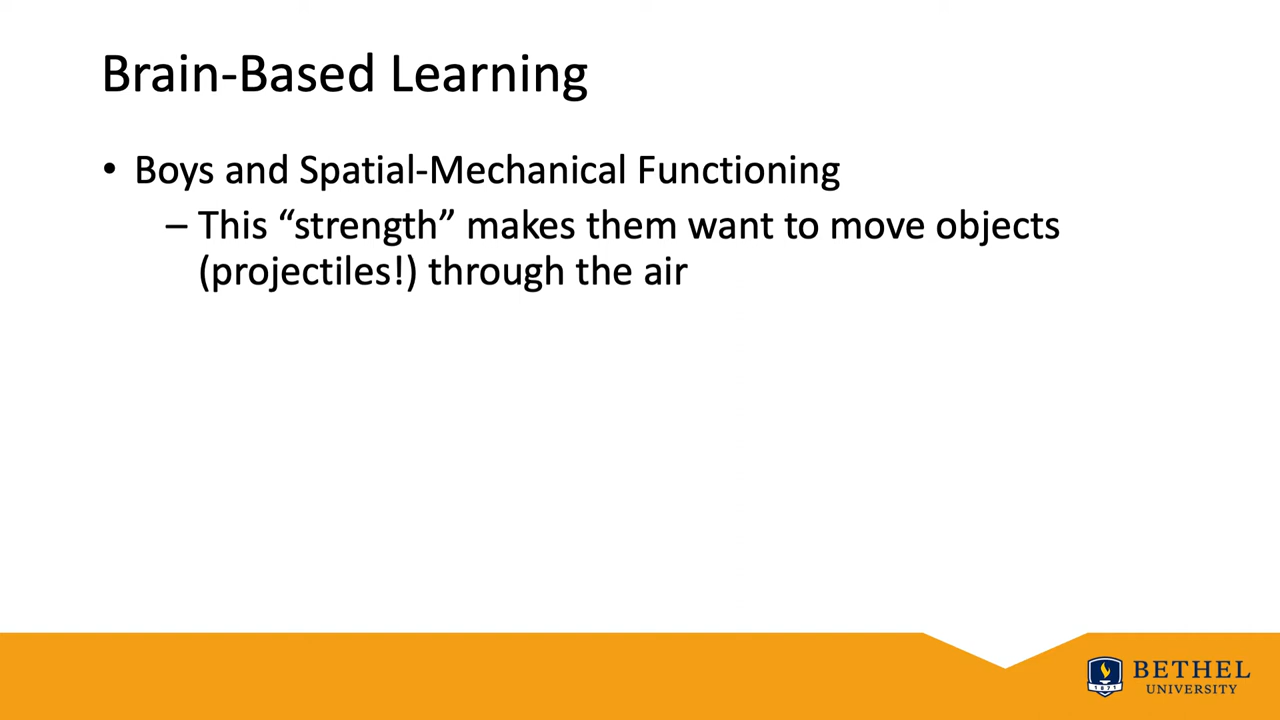 Brain-Based Learning
• Boys and Spatial-Mechanical Functioning
– This “strength” makes them want to move objects
(projectiles!) through the air
1871
BETHEL
UNIVERSITY